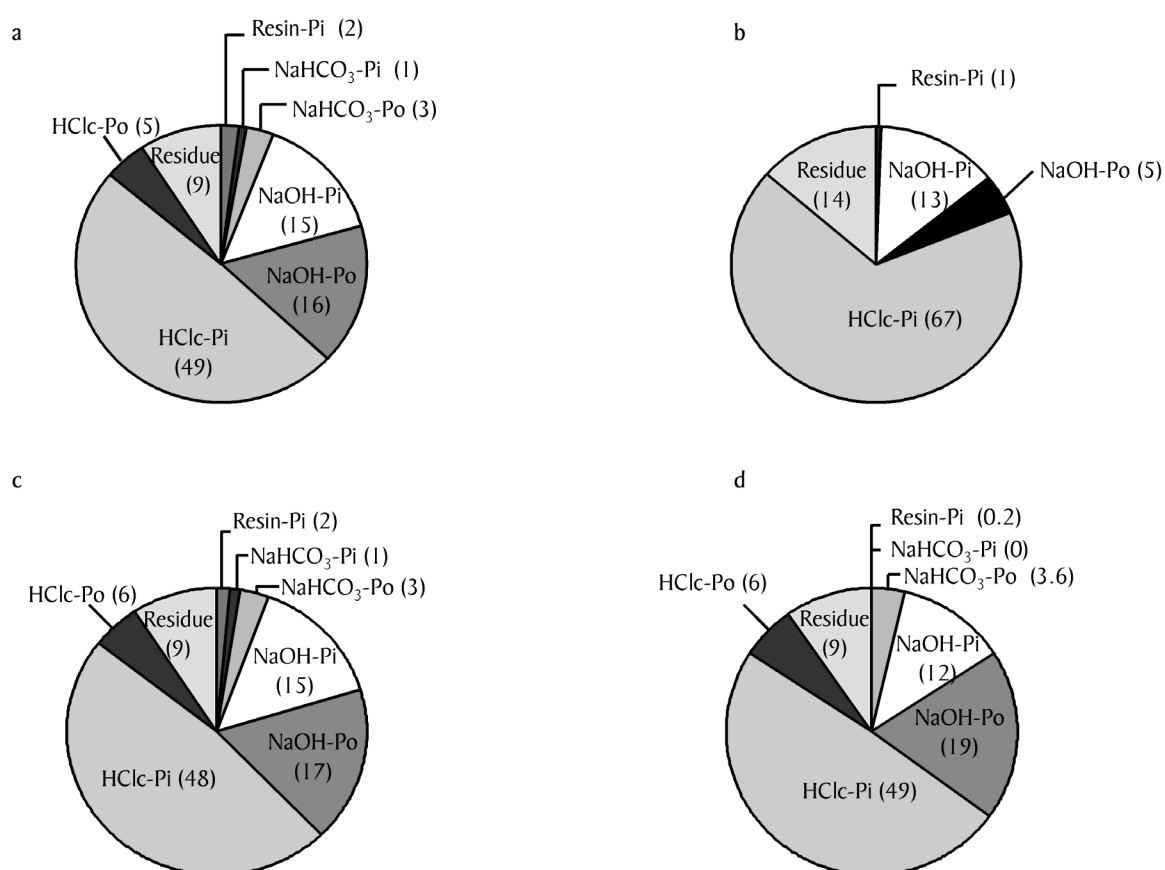 a
Resin-Pi (2)
NaHCO₃-Pi (1)
NaHCO₃-Po (3)
HClc-Po (5)
Residue
(9)
NaOH-Pi
(15)
NaOH-Po
(16)
HClc-Pi
(49)
b
Resin-Pi (1)
NaOH-Po (5)
Residue
(14)
NaOH-Pi
(13)
HClc-Pi (67)
c
Resin-Pi (2)
NaHCO₃-Pi (1)
NaHCO₃-Po (3)
HClc-Po (6)
Residue
(9)
NaOH-Pi
(15)
NaOH-Po
(17)
HClc-Pi (48)
d
Resin-Pi (0.2)
NaHCO₃-Pi (0)
NaHCO₃-Po (3.6)
HClc-Po (6)
Residue
(9)
NaOH-Pi
(12)
NaOH-Po
(19)
HClc-Pi (49)